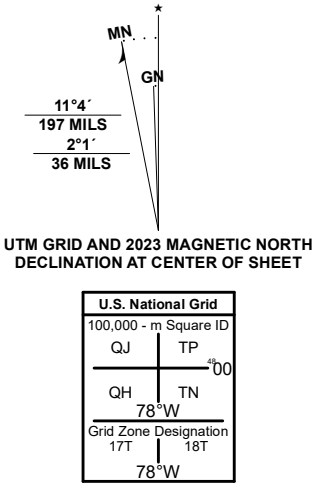 ★
MN
GN
11°4´
197 MILS
2°1´
36 MILS
UTM GRID AND 2023 MAGNETIC NORTH
DECLINATION AT CENTER OF SHEET
U.S. National Grid
100,000 - m Square ID
QJ TP
4800
QH TN
78°W
Grid Zone Designation
17T 18T
78°W